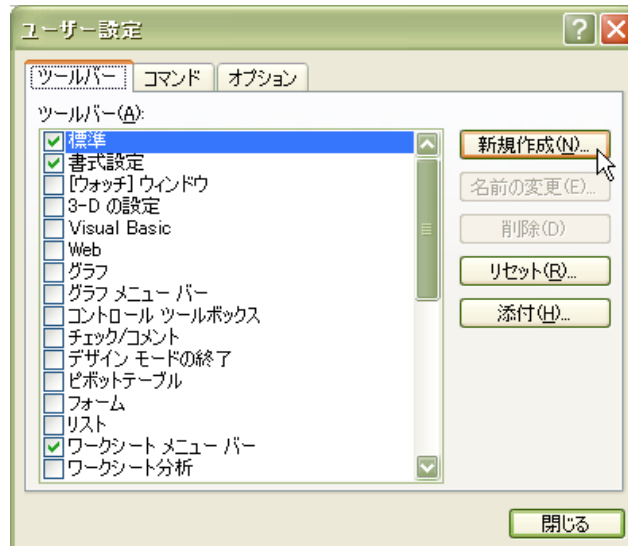 ユーザー設定
ツールバー コマンド オプション
ツールバー(A):
標準
書式設定
[ウォッチ] ウィンドウ
3-D の設定
Visual Basic
Web
グラフ
グラフ メニュー バー
コントロール ツールボックス
チェック/コメント
デザイン モードの終了
ピボットテーブル
フォーム
リスト
ワークシート メニュー バー
ワークシート分析
新規作成(N)...
名前の変更(E)...
削除(D)
リセット(R)...
添付(H)...
閉じる